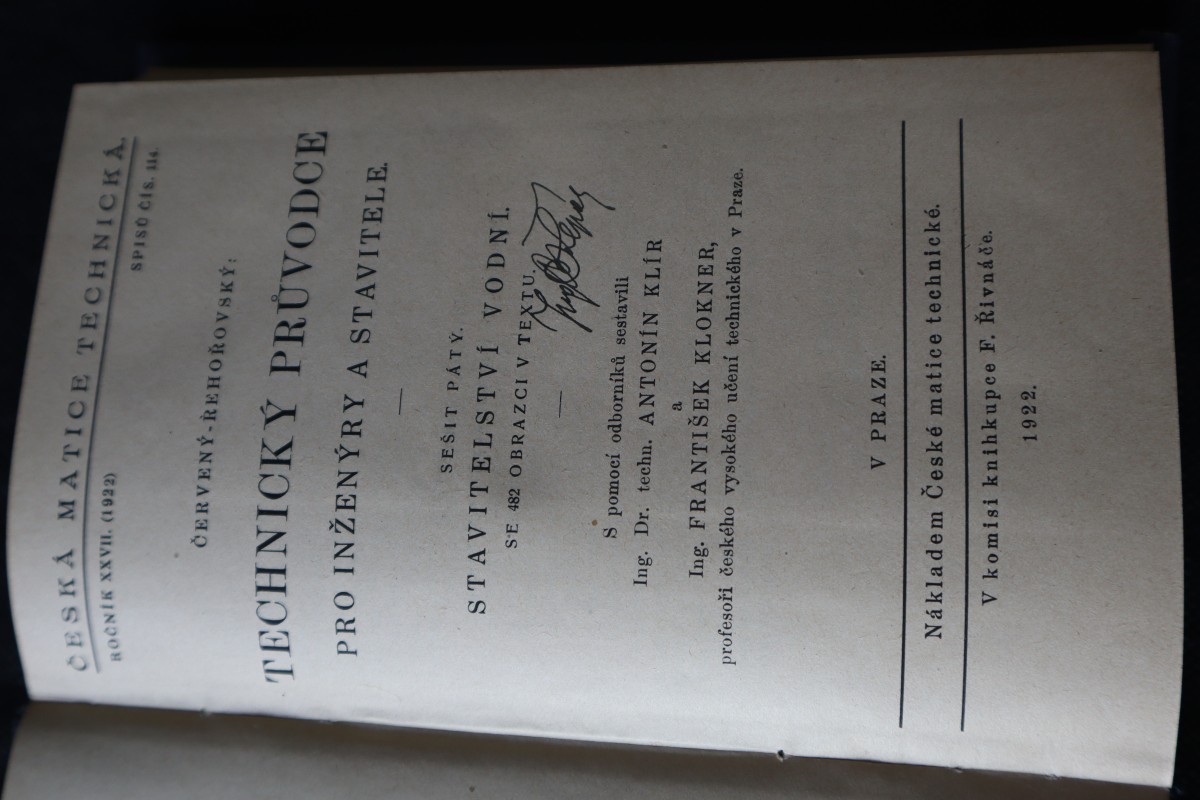 ČESKÁ MATICE TECHNICKÁ.
ROČNÍK XXVII. (1922) SPISŮ ČÍS. 114.
ČERVENÝ-ŘEHOŘOVSKÝ:
TECHNICKÝ PRŮVODCE
PRO INŽENÝRY A STAVITELE.
SEŠIT PÁTÝ.
STAVITELSTVÍ VODNÍ.
SE 482 OBRAZCI V TEXTU.
S pomocí odborníků sestavili
Ing. Dr. techn. ANTONÍN KLÍR
a
Ing. FRANTIŠEK KLOKNER,
profesoři českého vysokého učení technického v Praze.
V PRAZE.
Nákladem České matice technické.
V komisi knihkupce F. Řivnáče.
1922.